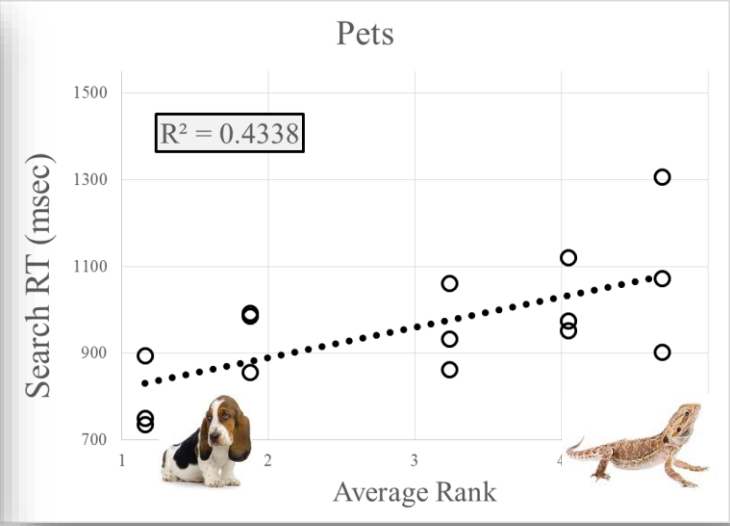 Pets
1500
R² = 0.4338
1300
1100
900
700
Search RT (msec)
1 2 3 4
Average Rank